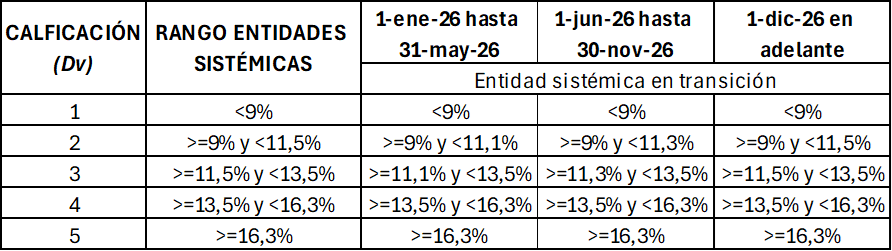 CALFICACIÓN (Dv) | RANGO ENTIDADES SISTÉMICAS | 1-ene-26 hasta 31-may-26 | 1-jun-26 hasta 30-nov-26 | 1-dic-26 en adelante
Entidad sistémica en transición
1 | <9% | <9% | <9% | <9%
2 | >=9% y <11,5% | >=9% y <11,1% | >=9% y <11,3% | >=9% y <11,5%
3 | >=11,5% y <13,5% | >=11,1% y <13,5% | >=11,3% y <13,5% | >=11,5% y <13,5%
4 | >=13,5% y <16,3% | >=13,5% y <16,3% | >=13,5% y <16,3% | >=13,5% y <16,3%
5 | >=16,3% | >=16,3% | >=16,3% | >=16,3%